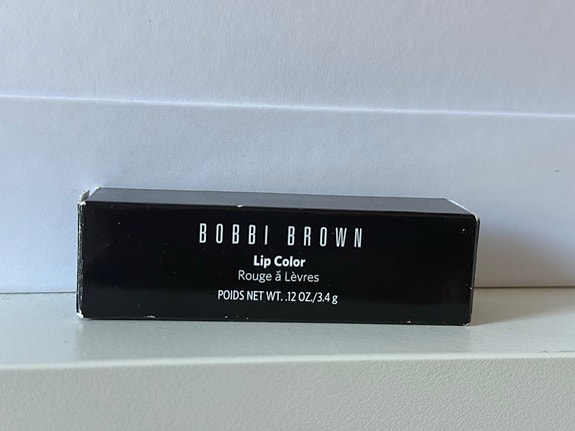 BOBBI BROWN
Lip Color
Rouge à Lèvres
POIDS NET WT. .12 OZ./3.4 g